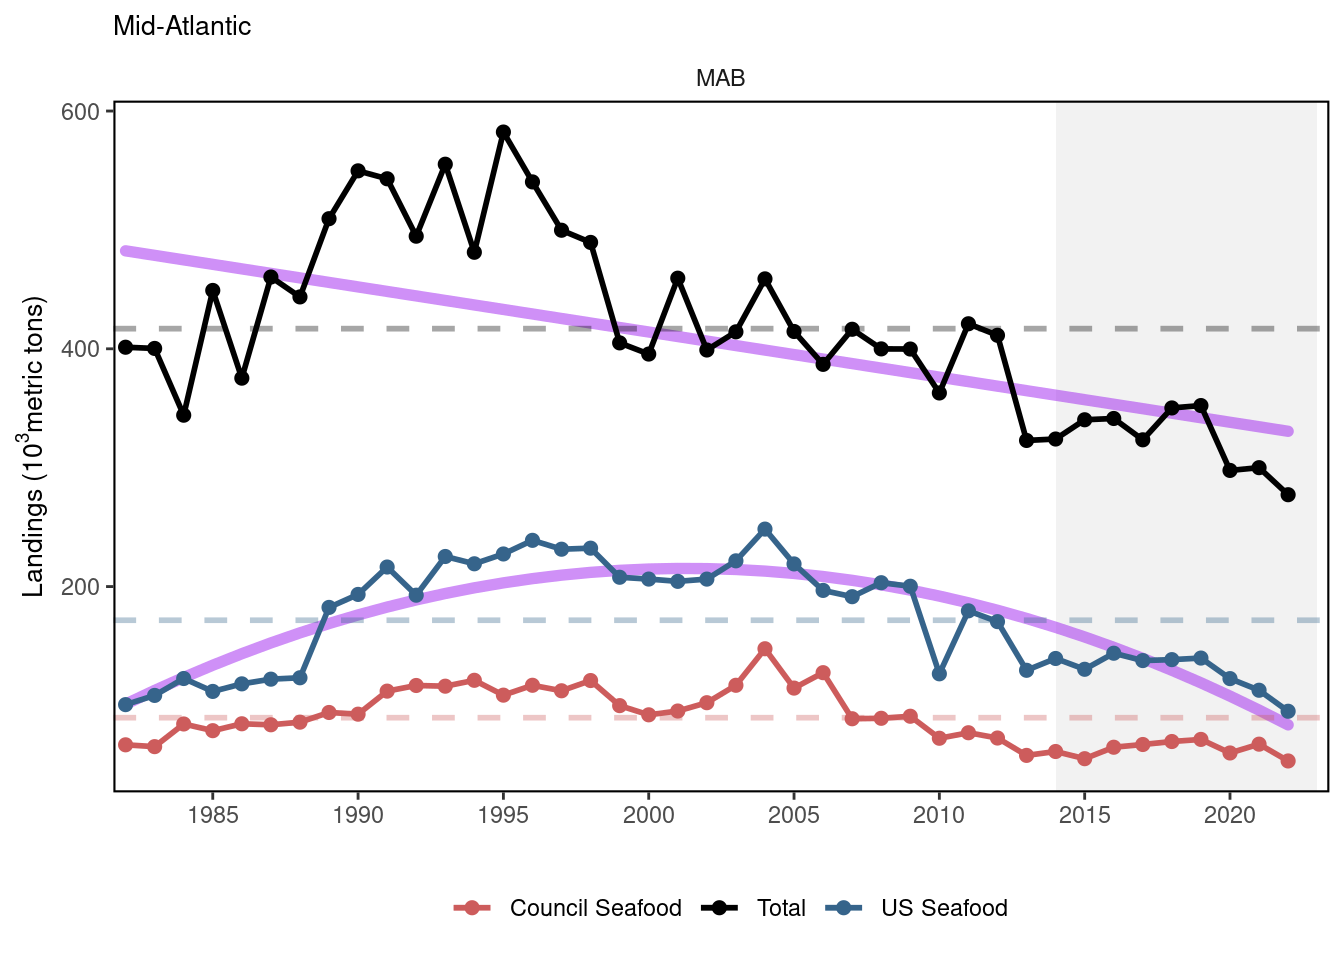 Mid-Atlantic
MAB
Landings (10³metric tons)
600
400
200
1985 1990 1995 2000 2005 2010 2015 2020
Council Seafood Total US Seafood